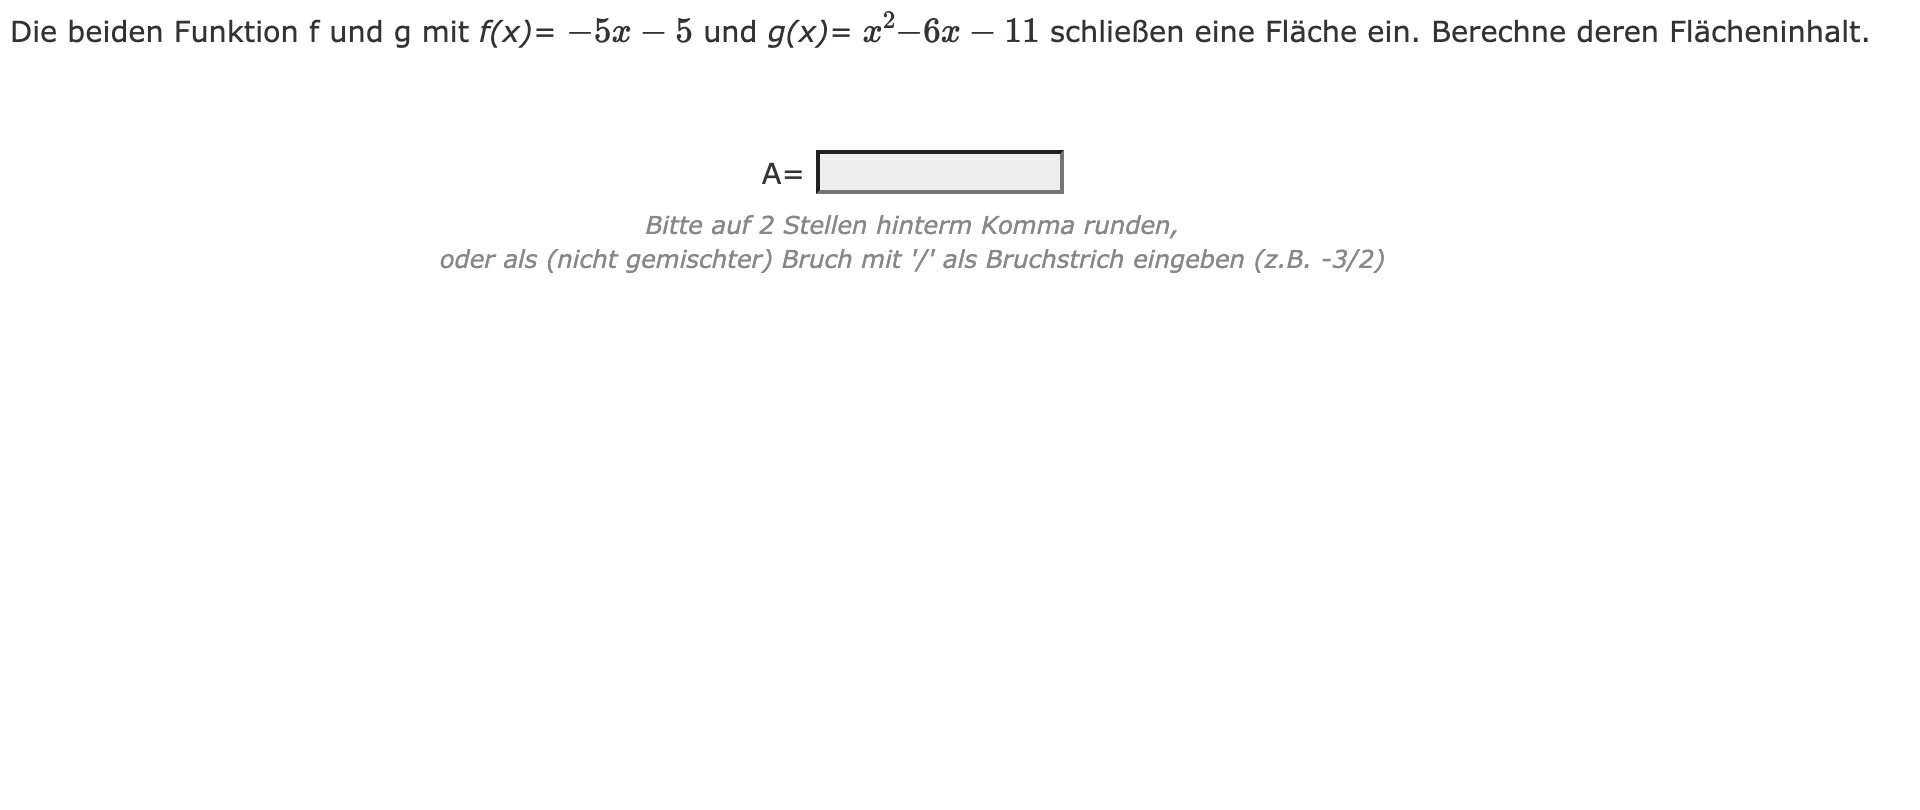 Die beiden Funktion f und g mit f(x)= −5x − 5 und g(x)= x²−6x − 11 schließen eine Fläche ein. Berechne deren Flächeninhalt.
A=
Bitte auf 2 Stellen hinterm Komma runden,
oder als (nicht gemischter) Bruch mit '/' als Bruchstrich eingeben (z.B. -3/2)